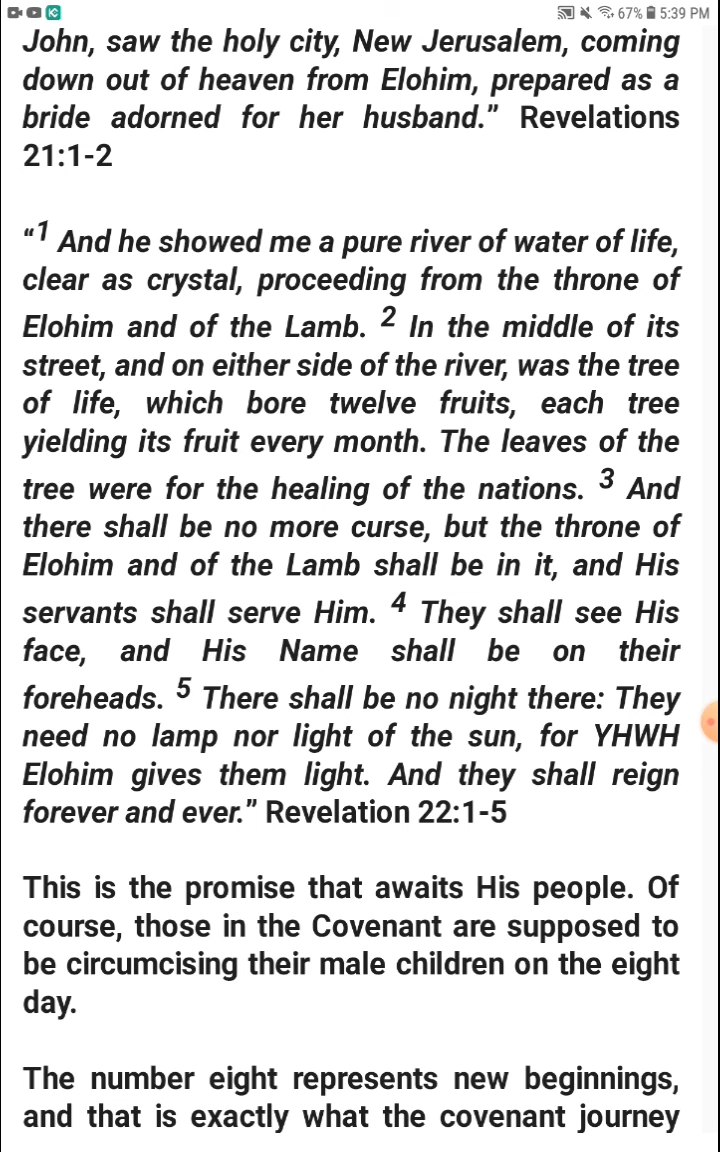 67% 5:39 PM
John, saw the holy city, New Jerusalem, coming
down out of heaven from Elohim, prepared as a
bride adorned for her husband.” Revelations
21:1-2
“1 And he showed me a pure river of water of life,
clear as crystal, proceeding from the throne of
Elohim and of the Lamb. 2 In the middle of its
street, and on either side of the river, was the tree
of life, which bore twelve fruits, each tree
yielding its fruit every month. The leaves of the
tree were for the healing of the nations. 3 And
there shall be no more curse, but the throne of
Elohim and of the Lamb shall be in it, and His
servants shall serve Him. 4 They shall see His
face, and His Name shall be on their
foreheads. 5 There shall be no night there: They
need no lamp nor light of the sun, for YHWH
Elohim gives them light. And they shall reign
forever and ever.” Revelation 22:1-5
This is the promise that awaits His people. Of
course, those in the Covenant are supposed to
be circumcising their male children on the eight
day.
The number eight represents new beginnings,
and that is exactly what the covenant journey